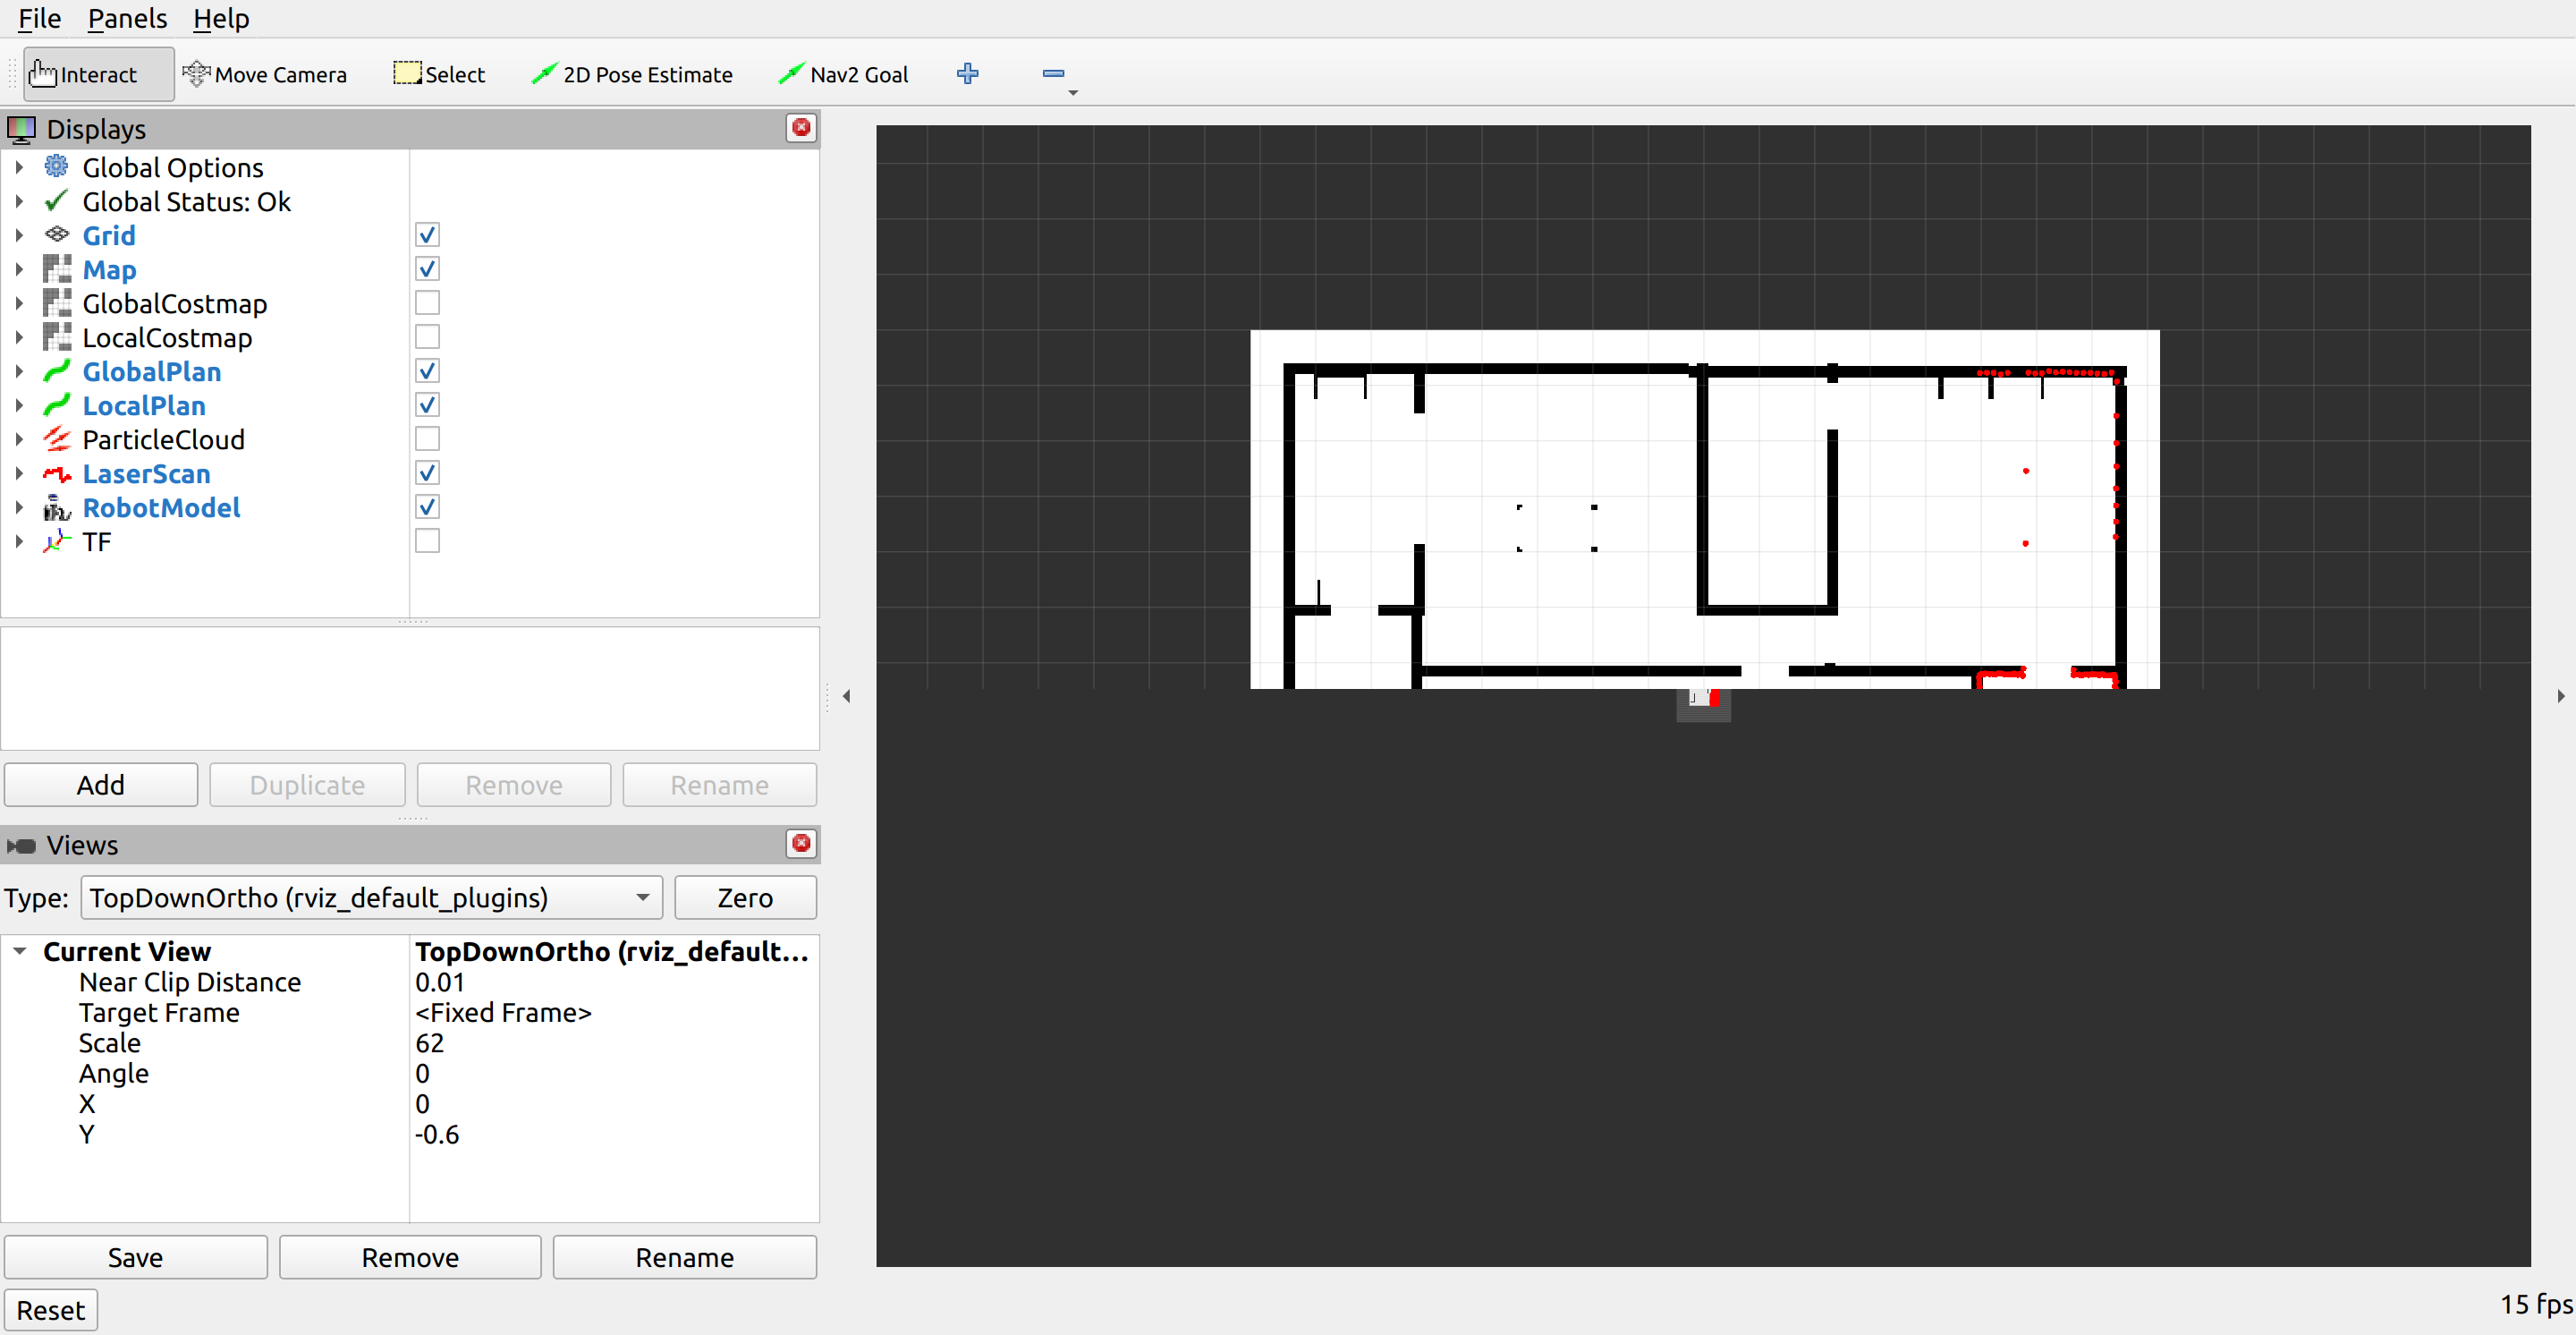 File Panels Help
Interact Move Camera Select 2D Pose Estimate Nav2 Goal
Displays
Global Options
Global Status: Ok
Grid
Map
GlobalCostmap
LocalCostmap
GlobalPlan
LocalPlan
ParticleCloud
LaserScan
RobotModel
TF
Add Duplicate Remove Rename
Views
Type: TopDownOrtho (rviz_default_plugins) Zero
Current View TopDownOrtho (rviz_default...
Near Clip Distance 0.01
Target Frame <Fixed Frame>
Scale 62
Angle 0
X 0
Y -0.6
Save Remove Rename
Reset
15 fps